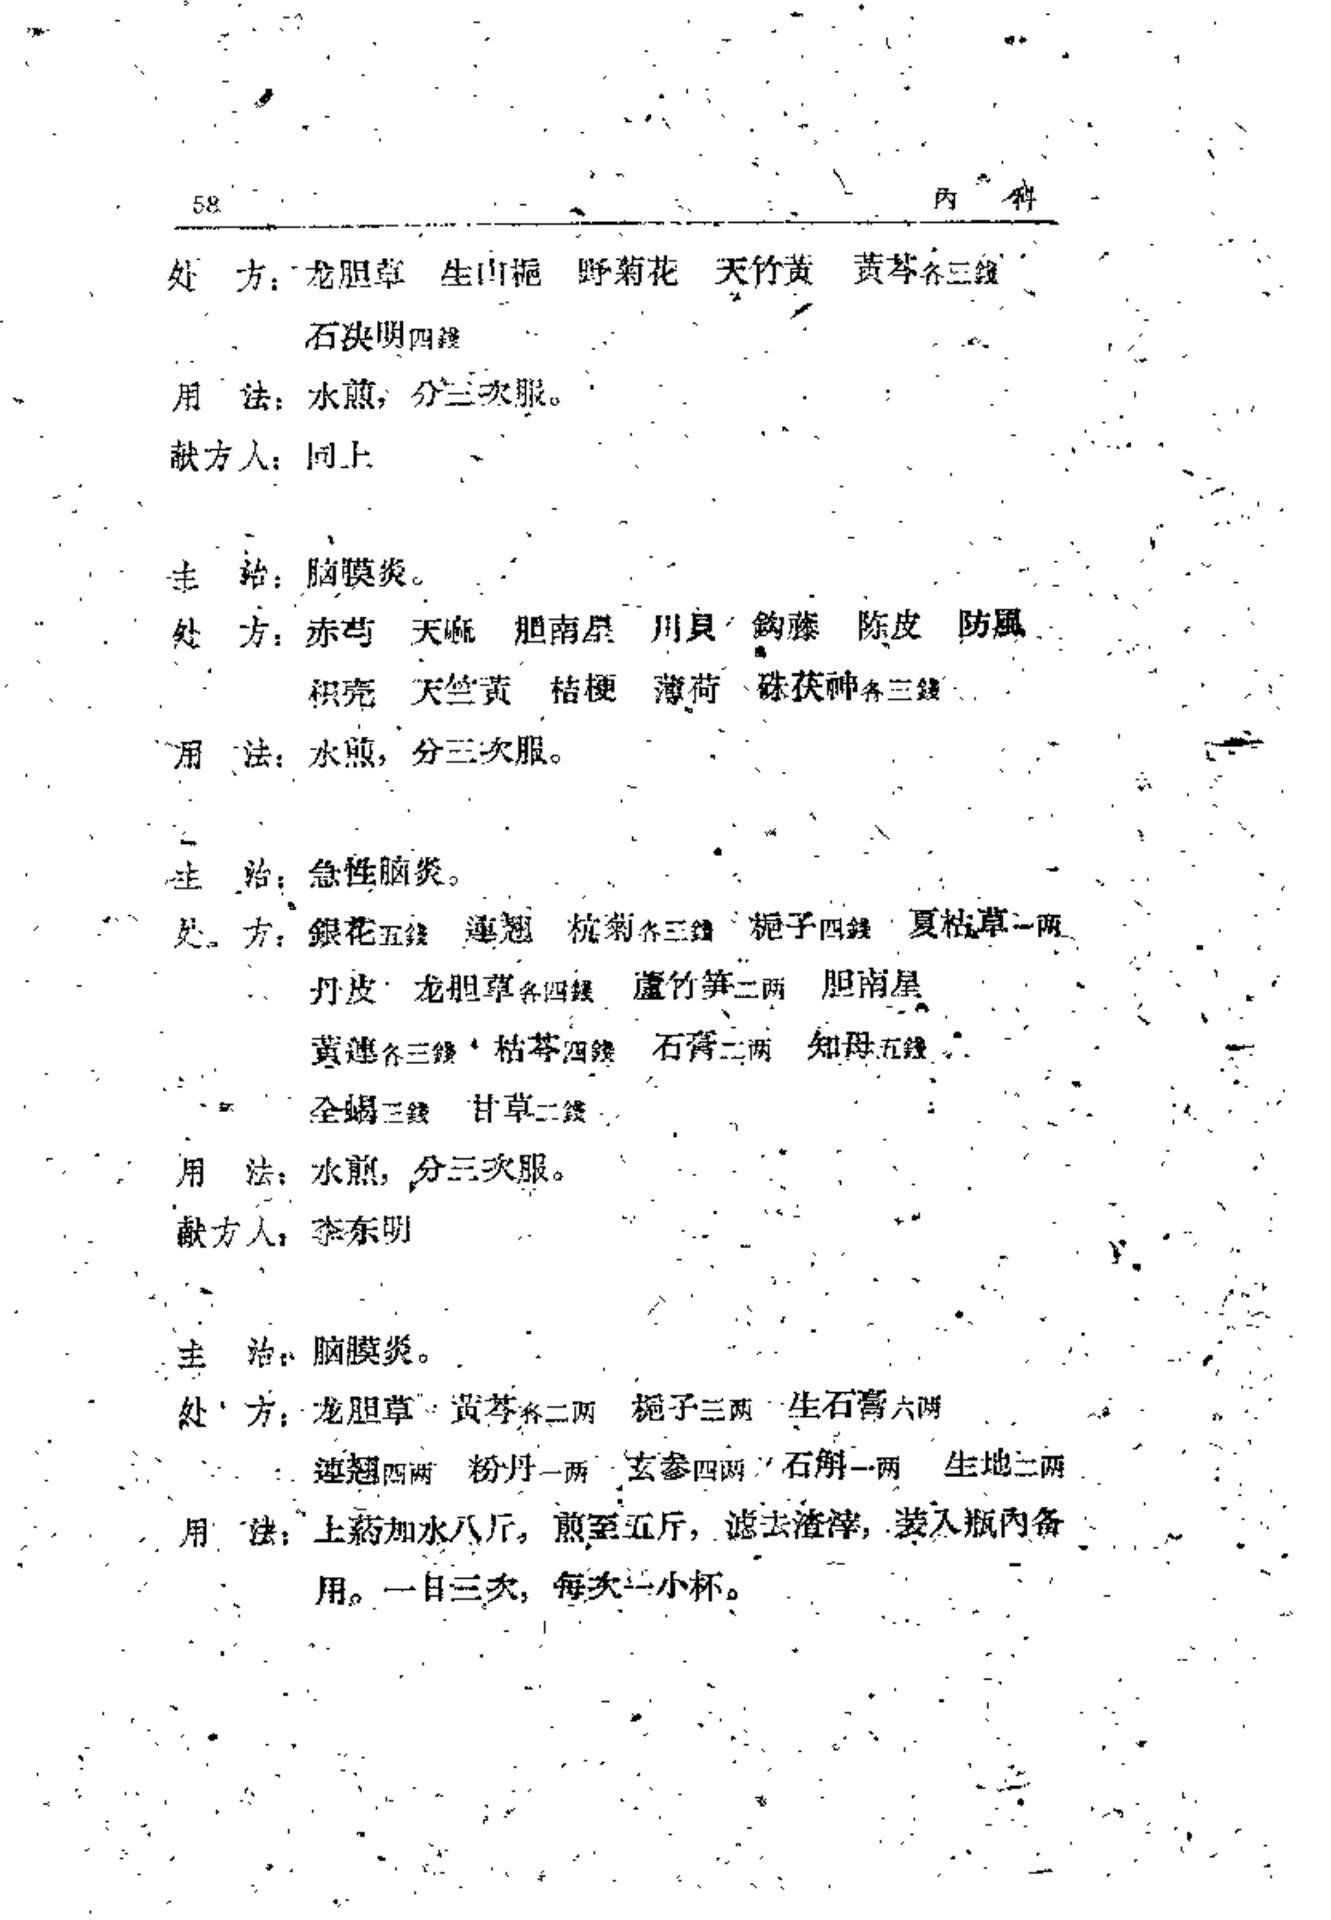 58 內科
处方：龙胆草 生山梔 野菊花 天竹黄 黄芩各三錢
石决明四錢
用法：水煎，分三次服。
献方人：同上
主治：脑膜炎。
处方：赤芍 天麻 胆南星 川貝 鈎藤 陈皮 防風
枳壳 天竺黄 桔梗 薄荷 硃茯神各三錢
用法：水煎，分三次服。
主治：急性脑炎。
处方：銀花五錢 蓮翘 杭菊各三錢 梔子四錢 夏枯草一两
丹皮 龙胆草各四錢 蘆竹笋二两 胆南星
黄蓮各三錢 枯芩四錢 石膏二两 知母五錢
全蝎三錢 甘草二錢
用法：水煎，分三次服。
献方人：李东明
主治：脑膜炎。
处方：龙胆草 黄芩各二两 梔子三两 生石膏六两
連翘四两 粉丹一两 玄参四两 石斛一两 生地二两
用法：上药加水八斤，煎至五斤，滤去渣滓，装入瓶內备
用。一日三次，每次一小杯。